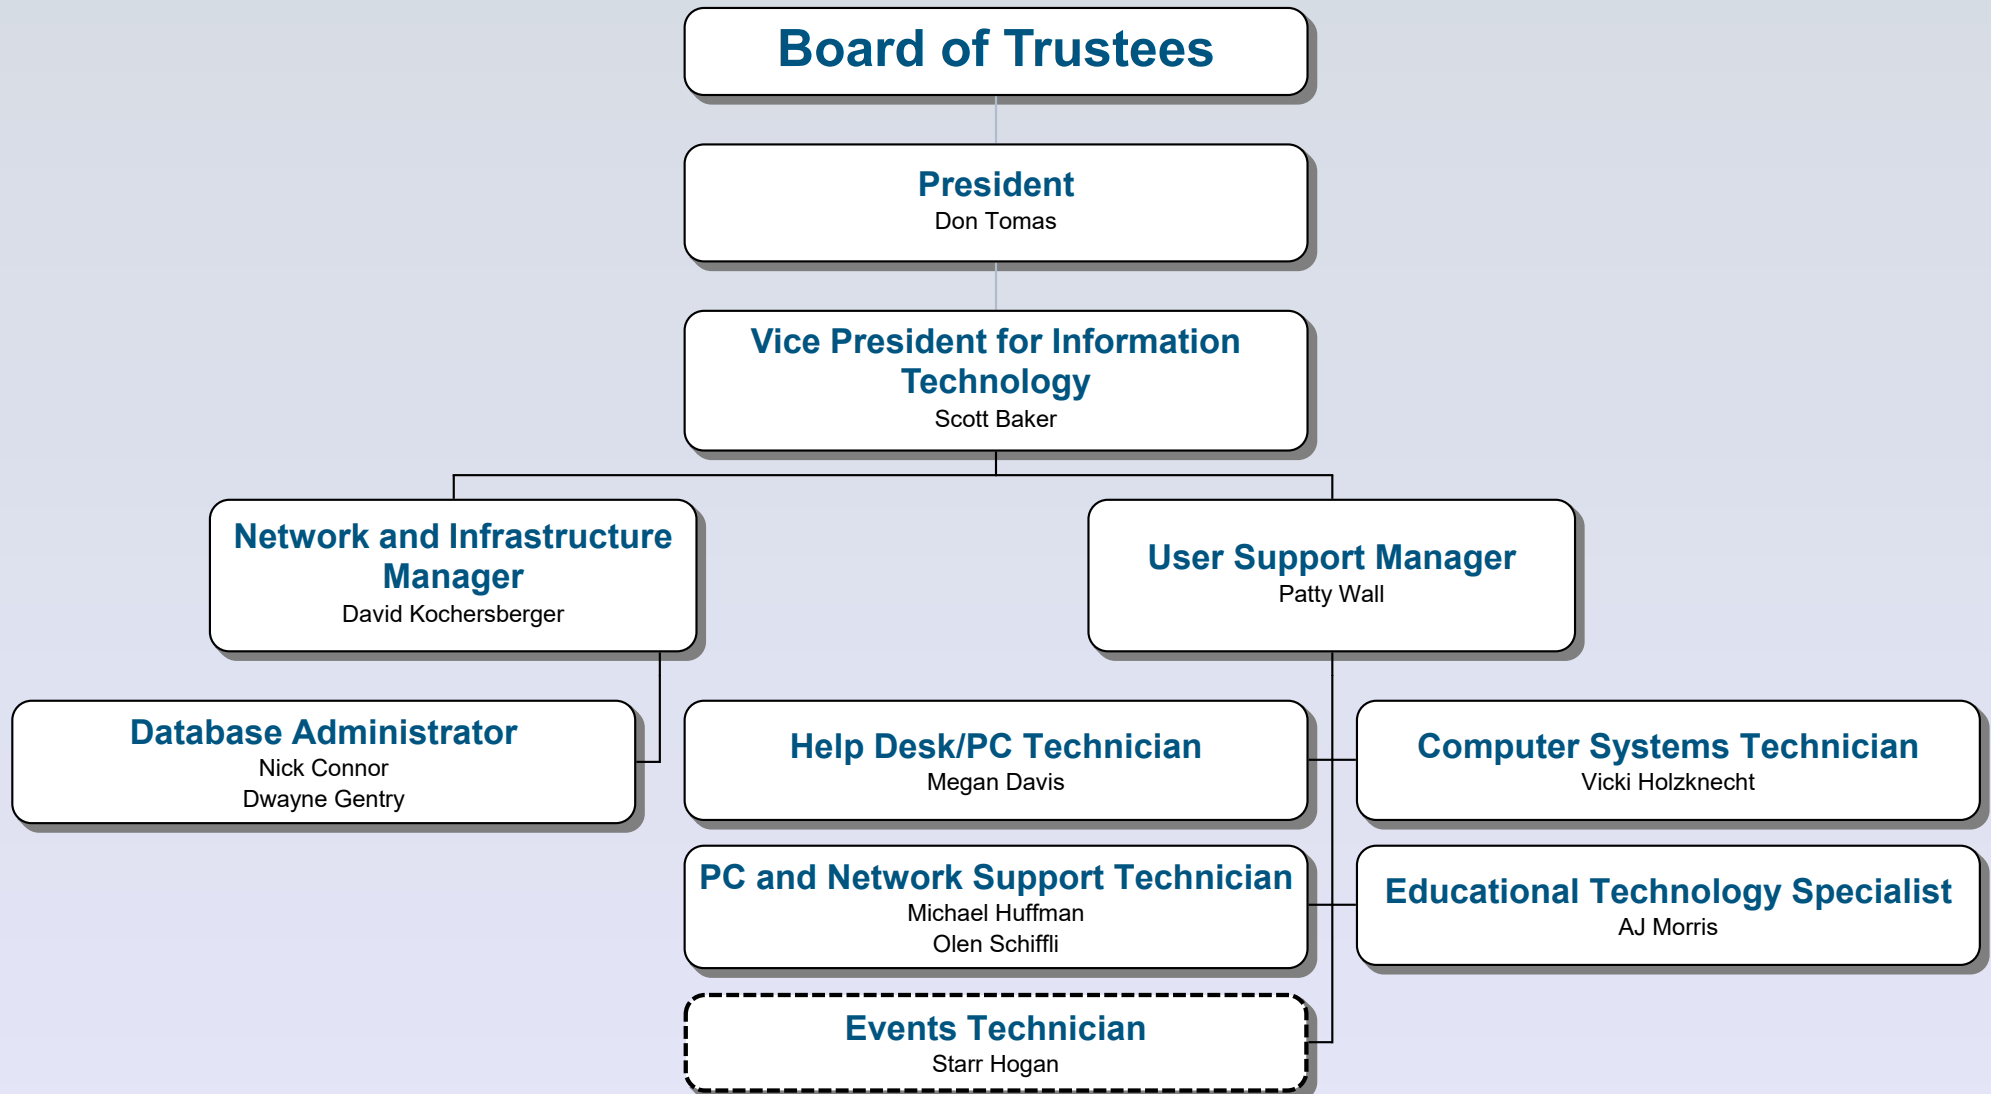 Board of Trustees
President
Don Tomas
Vice President for Information
Technology
Scott Baker
Network and Infrastructure
Manager
David Kochersberger
User Support Manager
Patty Wall
Database Administrator
Nick Connor
Dwayne Gentry
Help Desk/PC Technician
Megan Davis
Computer Systems Technician
Vicki Holzknecht
PC and Network Support Technician
Michael Huffman
Olen Schiffli
Educational Technology Specialist
AJ Morris
Events Technician
Starr Hogan